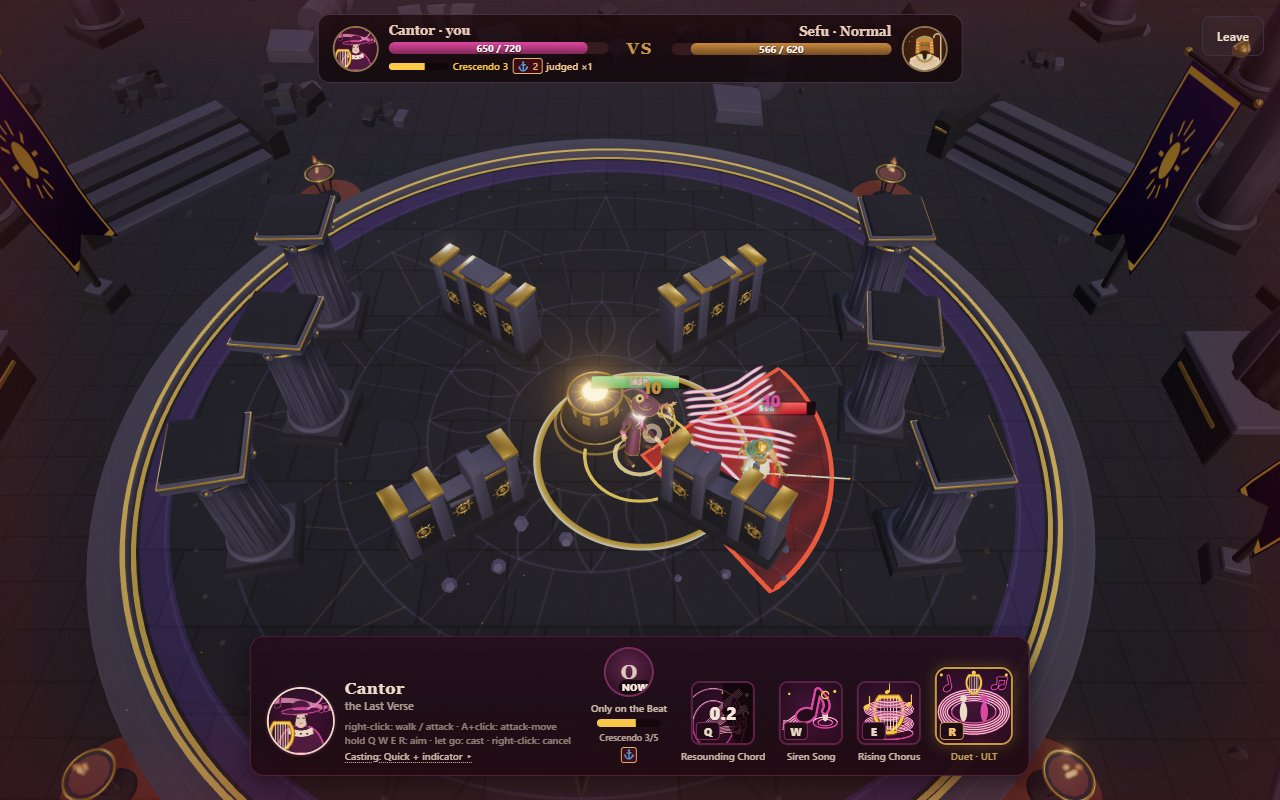 Cantor · you
650 / 720
Crescendo 3 ⚓ 2 judged ×1
VS
Sefu · Normal
566 / 620
Leave
10
10
Cantor
the Last Verse
right-click: walk / attack · A+click: attack-move
hold Q W E R: aim · let go: cast · right-click: cancel
Casting: Quick + indicator ▸
0
NOW
Only on the Beat
Crescendo 3/5
0.2
Q
Resounding Chord
W
Siren Song
E
Rising Chorus
R
Duet · ULT